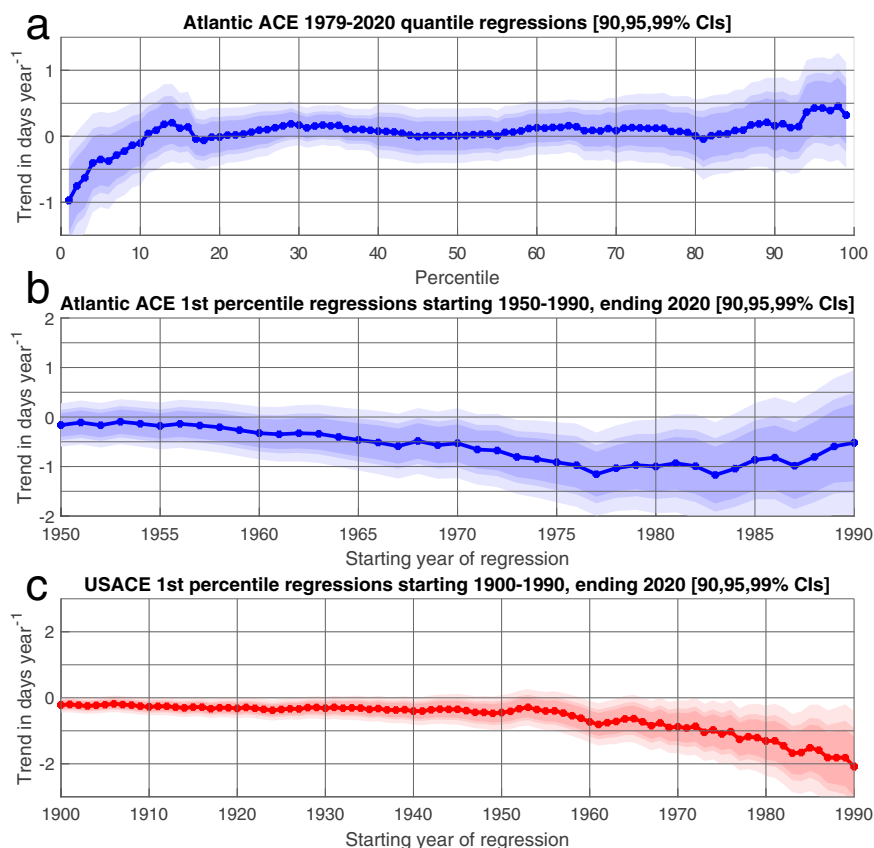 a
Atlantic ACE 1979-2020 quantile regressions [90,95,99% CIs]
Trend in days year-1
1
0
-1
0 10 20 30 40 50 60 70 80 90 100
Percentile
b
Atlantic ACE 1st percentile regressions starting 1950-1990, ending 2020 [90,95,99% CIs]
Trend in days year-1
2
1
0
-1
-2
1950 1955 1960 1965 1970 1975 1980 1985 1990
Starting year of regression
c
USACE 1st percentile regressions starting 1900-1990, ending 2020 [90,95,99% CIs]
Trend in days year-1
2
0
-2
1900 1910 1920 1930 1940 1950 1960 1970 1980 1990
Starting year of regression